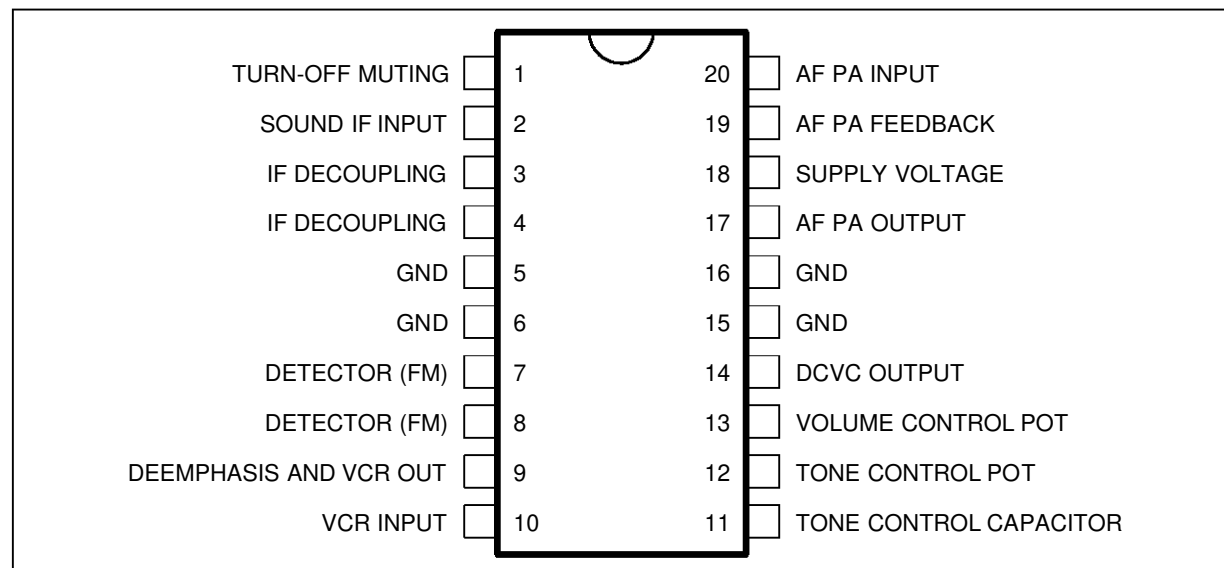 TURN-OFF MUTING 1 20 AF PA INPUT
SOUND IF INPUT 2 19 AF PA FEEDBACK
IF DECOUPLING 3 18 SUPPLY VOLTAGE
IF DECOUPLING 4 17 AF PA OUTPUT
GND 5 16 GND
GND 6 15 GND
DETECTOR (FM) 7 14 DCVC OUTPUT
DETECTOR (FM) 8 13 VOLUME CONTROL POT
DEEMPHASIS AND VCR OUT 9 12 TONE CONTROL POT
VCR INPUT 10 11 TONE CONTROL CAPACITOR